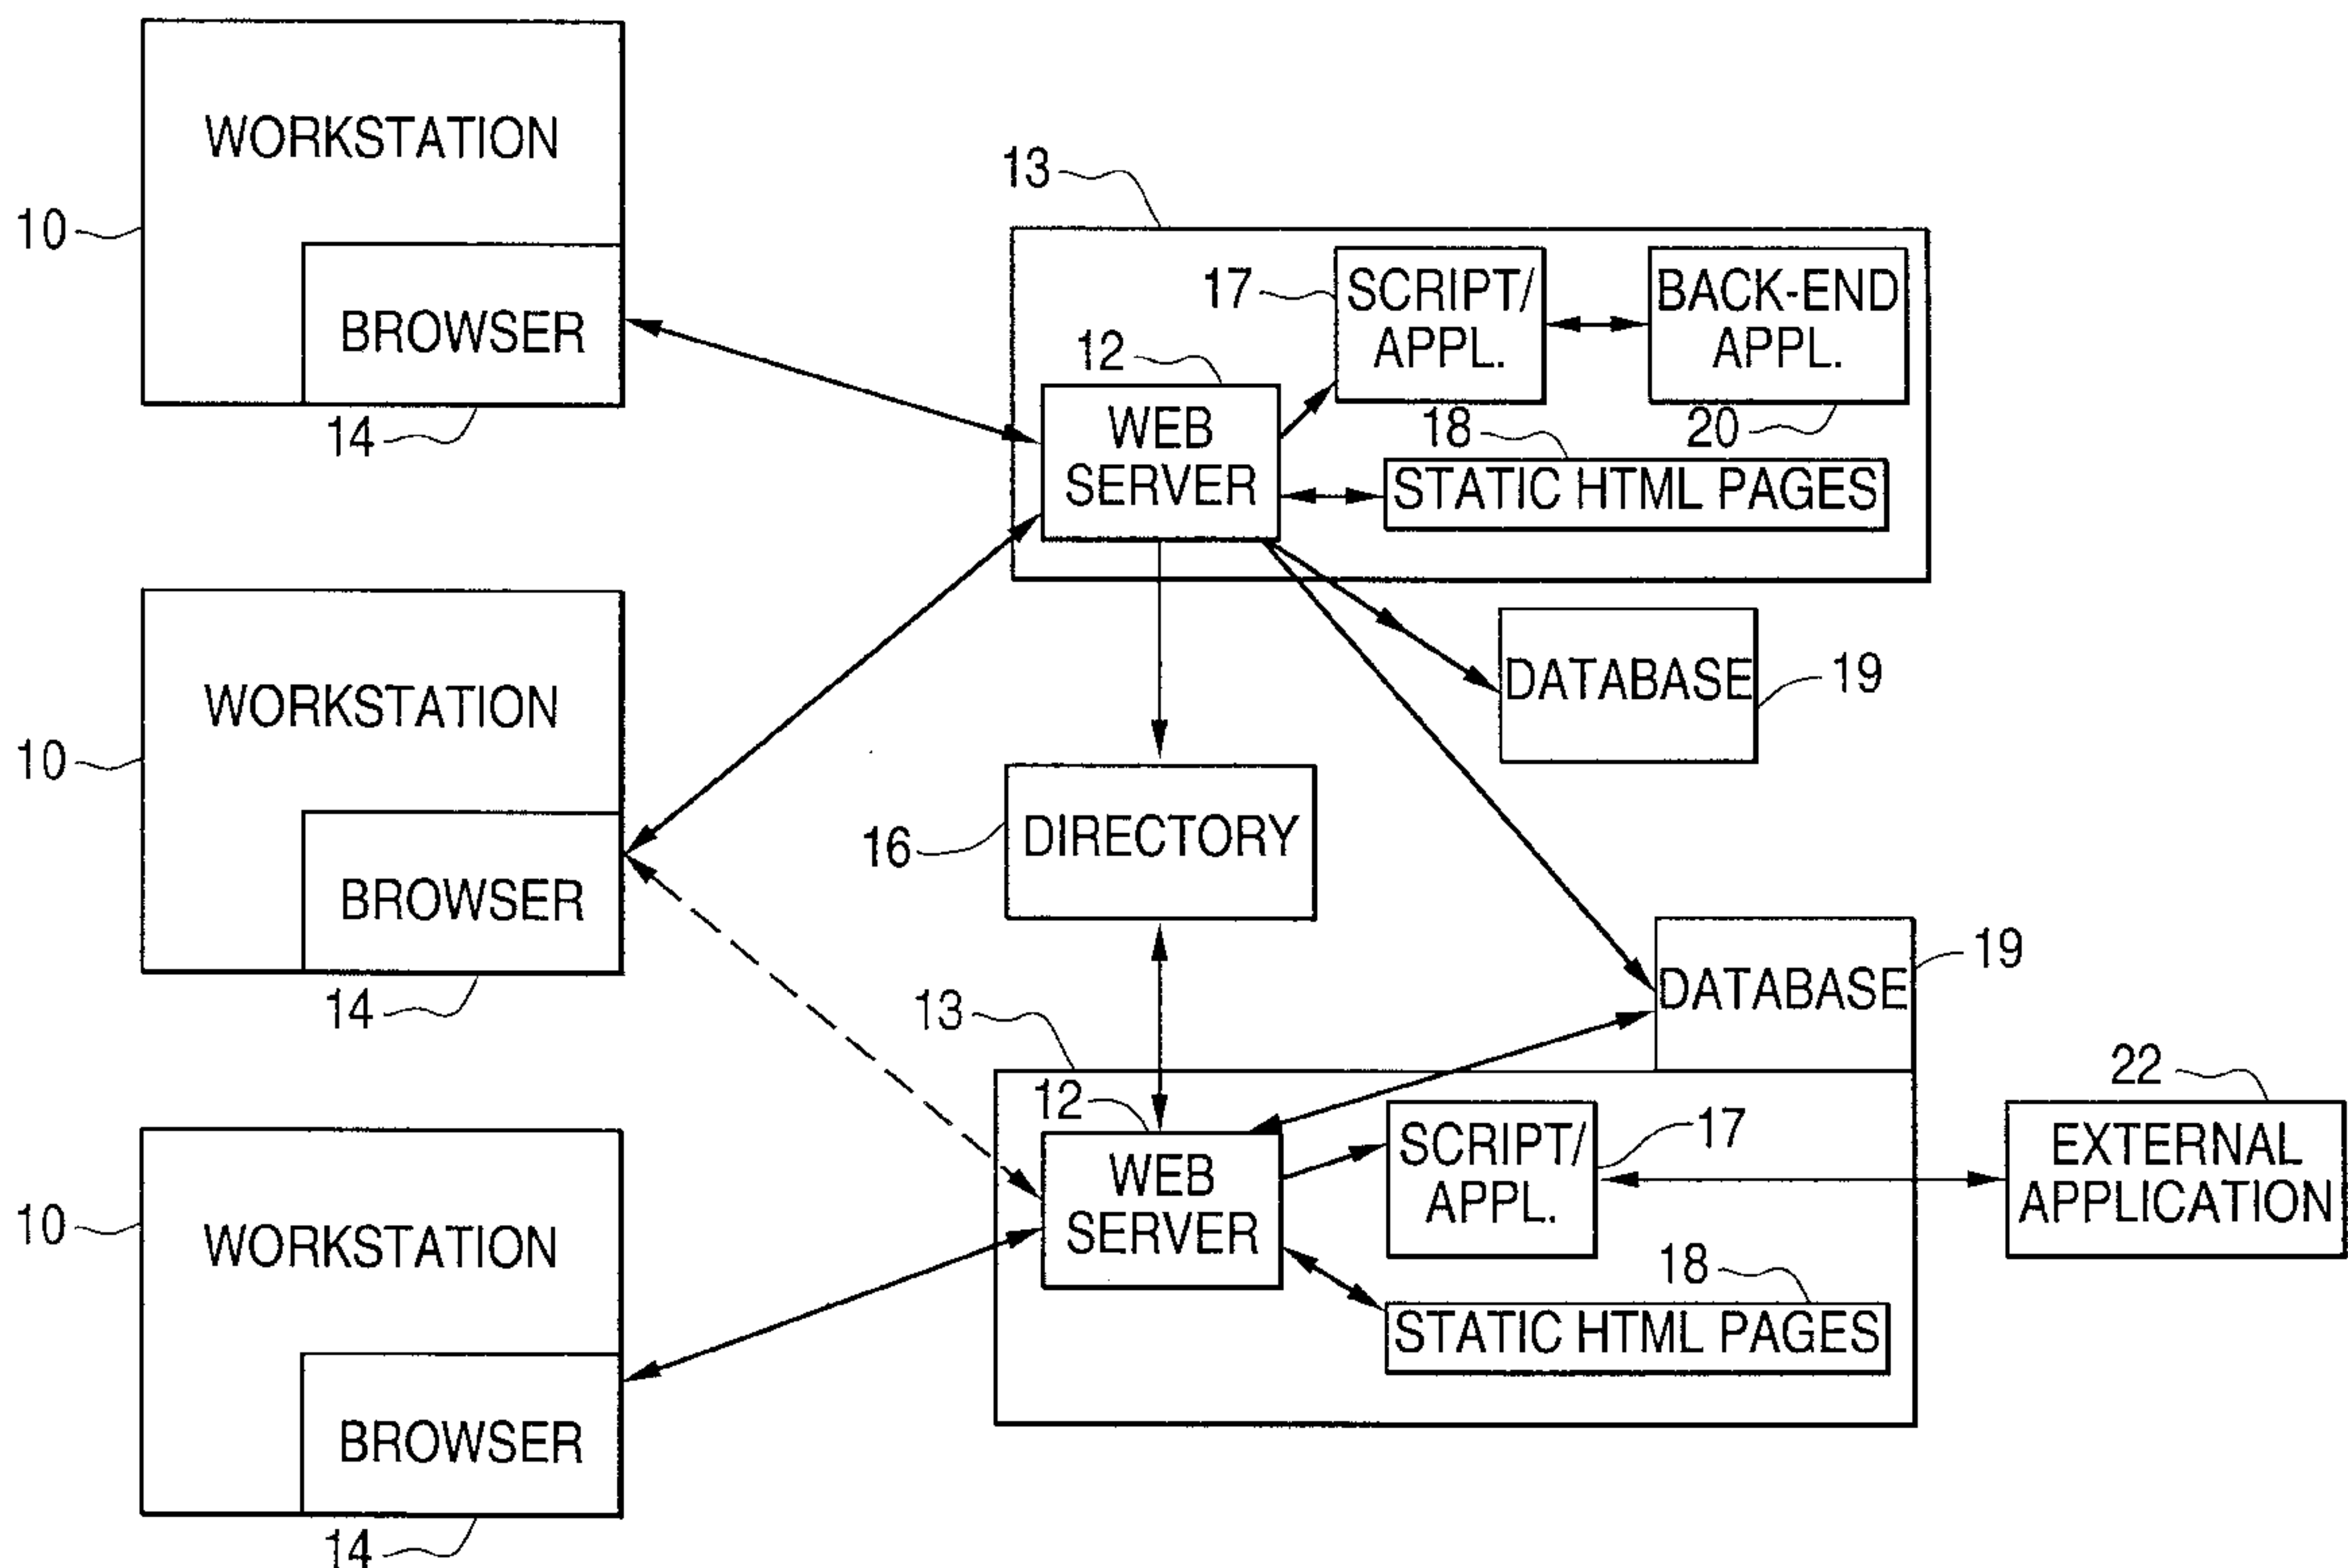 WORKSTATION
10
BROWSER
14
13
17
SCRIPT/
APPL.
BACK-END
APPL.
12
WEB
SERVER
18
20
STATIC HTML PAGES
WORKSTATION
10
BROWSER
14
DATABASE
19
16
DIRECTORY
DATABASE
19
13
12
WEB
SERVER
SCRIPT/
APPL.
17
22
EXTERNAL
APPLICATION
18
STATIC HTML PAGES
WORKSTATION
10
BROWSER
14